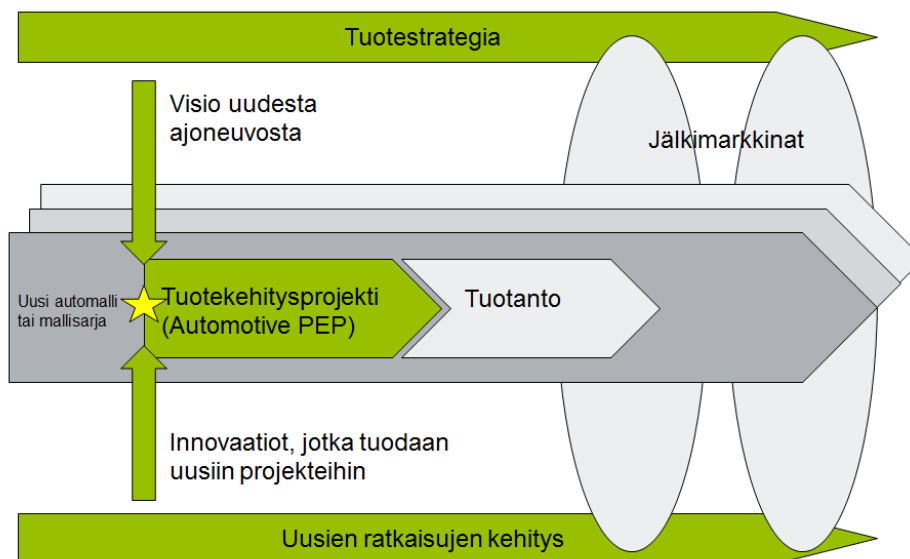 Tuotestrategia
Visio uudesta
ajoneuvosta
Jälkimarkkinat
Uusi automalli
tai mallisarja
Tuotekehitysprojekti
(Automotive PEP)
Tuotanto
Innovaatiot, jotka tuodaan
uusiin projekteihin
Uusien ratkaisujen kehitys